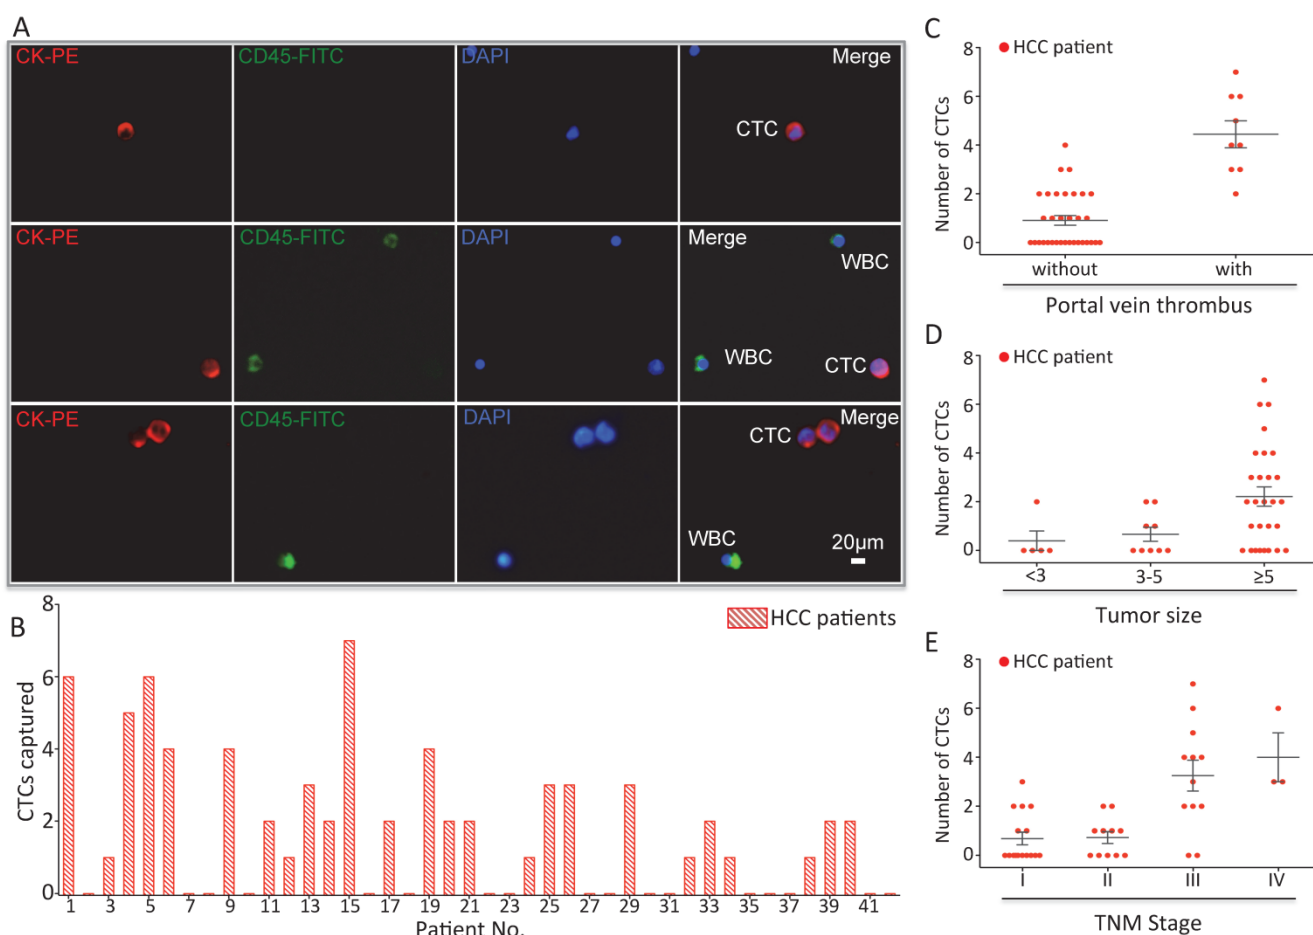 A
CK-PE CD45-FITC DAPI Merge
CTC
CK-PE CD45-FITC DAPI Merge
WBC
WBC CTC
CK-PE CD45-FITC DAPI Merge
CTC
WBC
20μm
B
8
6
4
2
0
CTCs captured
HCC patients
1 3 5 7 9 11 13 15 17 19 21 23 25 27 29 31 33 35 37 39 41
Patient No.
C
8
6
4
2
0
Number of CTCs
HCC patient
without with
Portal vein thrombus
D
8
6
4
2
0
Number of CTCs
HCC patient
<3 3-5 ≥5
Tumor size
E
8
6
4
2
0
Number of CTCs
HCC patient
I II III IV
TNM Stage